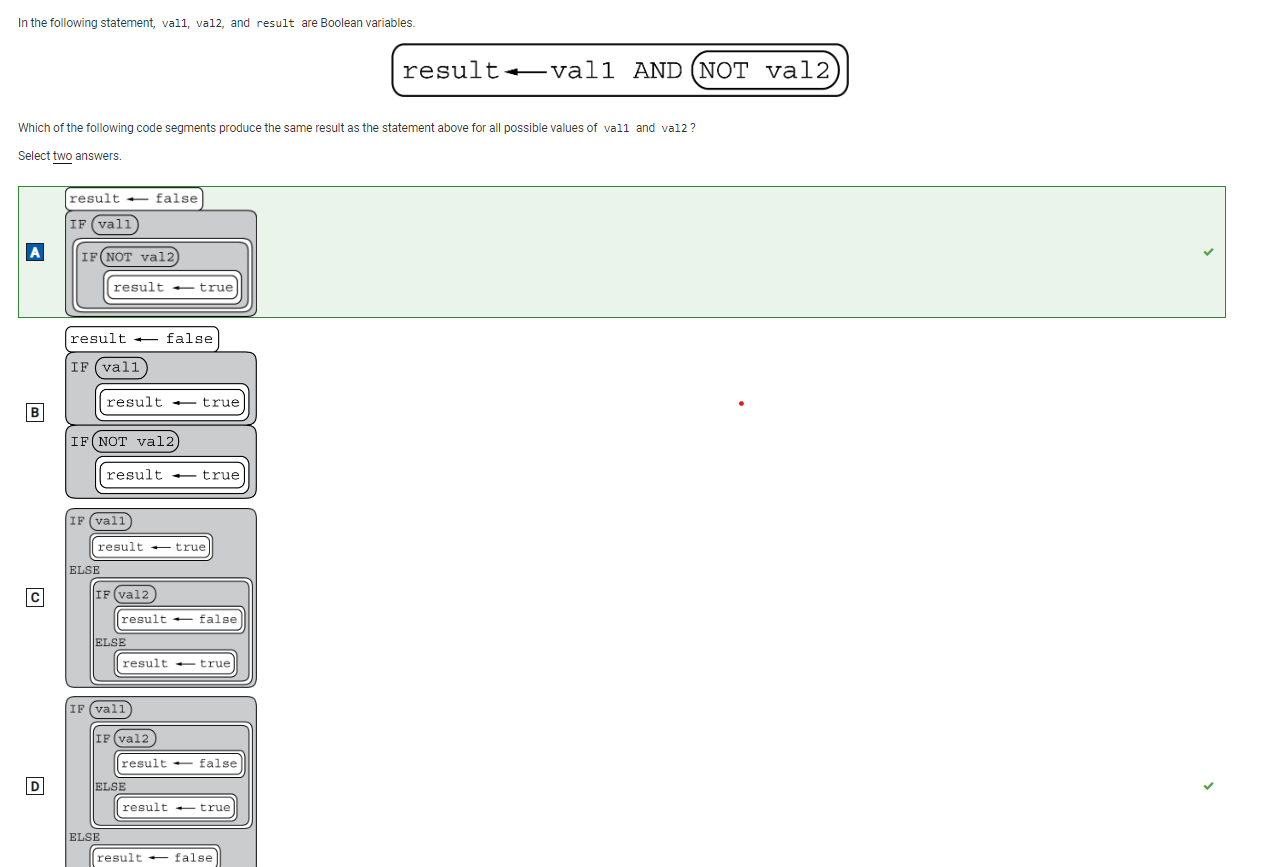 In the following statement, val1, val2, and result are Boolean variables.
result ← val1 AND NOT val2
Which of the following code segments produce the same result as the statement above for all possible values of val1 and val2 ?
Select two answers.
A
result ← false
IF val1
IF NOT val2
result ← true
B
result ← false
IF val1
result ← true
IF NOT val2
result ← true
C
IF val1
result ← true
ELSE
IF val2
result ← false
ELSE
result ← true
D
IF val1
IF val2
result ← false
ELSE
result ← true
ELSE
result ← false